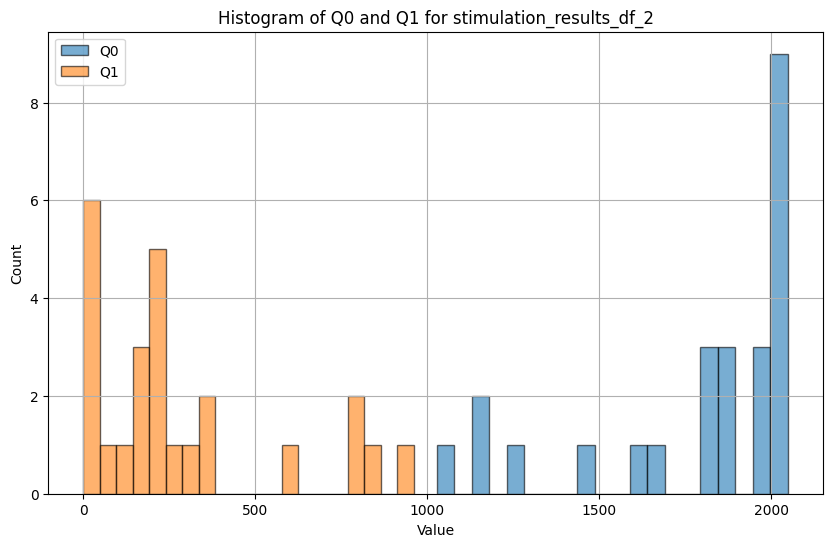 Histogram of Q0 and Q1 for stimulation_results_df_2
Q0
Q1
8
6
4
2
0
Count
0 500 1000 1500 2000
Value